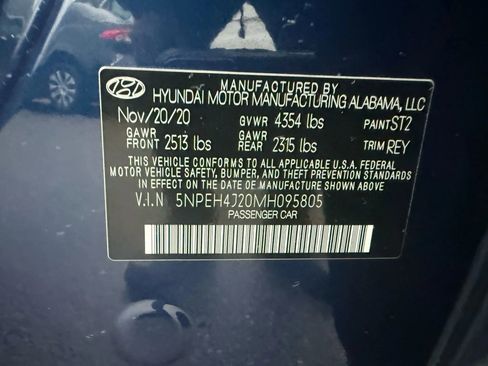 MANUFACTURED BY
HYUNDAI MOTOR MANUFACTURING ALABAMA, LLC
Nov/20/20 GVWR 4354 lbs PAINT ST2
GAWR GAWR
FRONT 2513 lbs REAR 2315 lbs TRIM REY
THIS VEHICLE CONFORMS TO ALL APPLICABLE U.S.A. FEDERAL
MOTOR VEHICLE SAFETY, BUMPER, AND THEFT PREVENTION
STANDARDS IN EFFECT ON THE DATE OF MANUFACTURE SHOWN
ABOVE.
V.I.N 5NPEH4J20MH095805
PASSENGER CAR